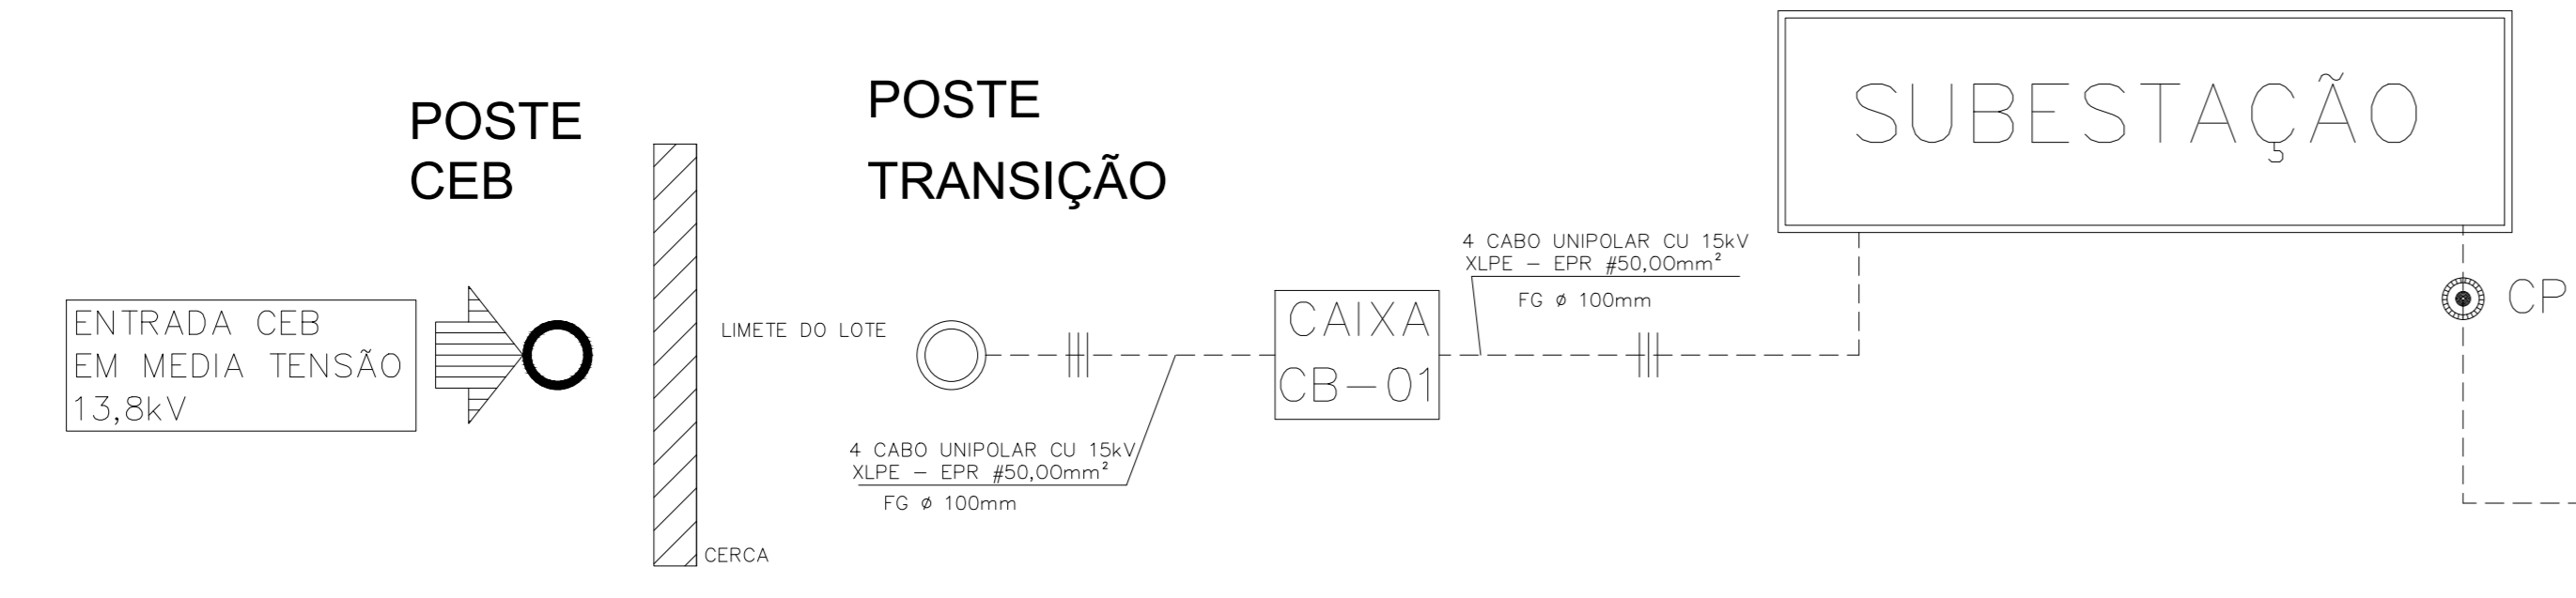 POSTE
CEB
POSTE
TRANSIÇÃO
SUBESTAÇÃO
ENTRADA CEB
EM MEDIA TENSÃO
13,8kV
LIMETE DO LOTE
CERCA
4 CABO UNIPOLAR CU 15kV
XLPE - EPR #50,00mm²
FG ø 100mm
CAIXA
CB-01
4 CABO UNIPOLAR CU 15kV
XLPE - EPR #50,00mm²
FG ø 100mm
CP